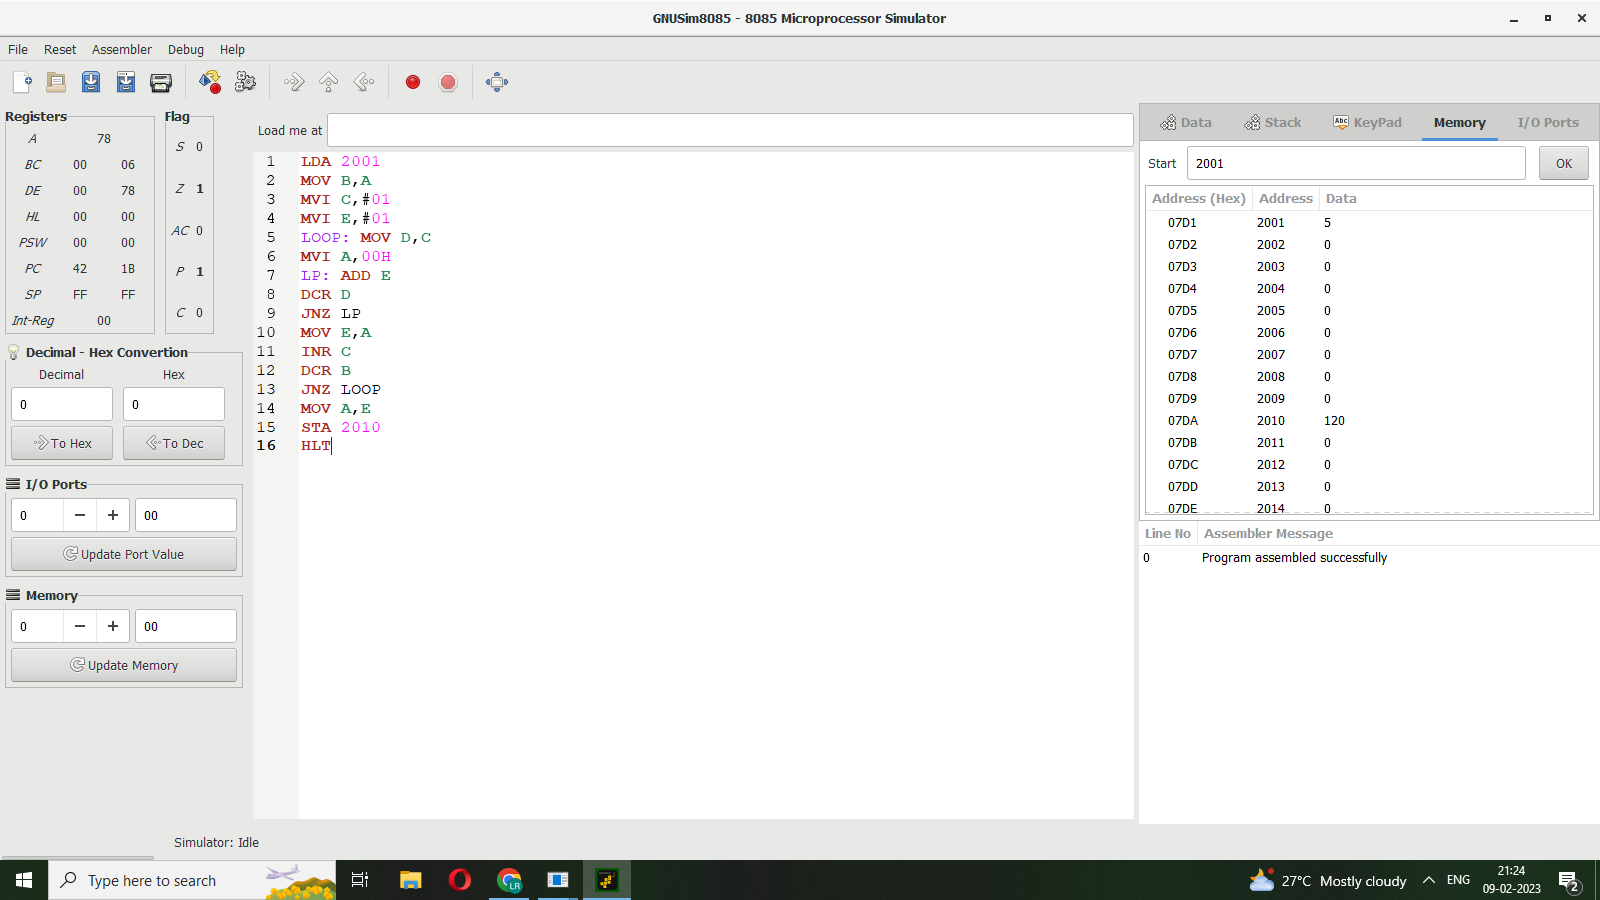 GNUSim8085 - 8085 Microprocessor Simulator
File Reset Assembler Debug Help
Registers
A 78
BC 00 06
DE 00 78
HL 00 00
PSW 00 00
PC 42 1B
SP FF FF
Int-Reg 00
Flag
S 0
Z 1
AC 0
P 1
C 0
Decimal - Hex Convertion
Decimal Hex
0 0
To Hex To Dec
I/O Ports
0 − + 00
Update Port Value
Memory
0 − + 00
Update Memory
Load me at
1 LDA 2001
2 MOV B,A
3 MVI C,#01
4 MVI E,#01
5 LOOP: MOV D,C
6 MVI A,00H
7 LP: ADD E
8 DCR D
9 JNZ LP
10 MOV E,A
11 INR C
12 DCR B
13 JNZ LOOP
14 MOV A,E
15 STA 2010
16 HLT
Data Stack Abc KeyPad Memory I/O Ports
Start 2001 OK
Address (Hex) Address Data
07D1 2001 5
07D2 2002 0
07D3 2003 0
07D4 2004 0
07D5 2005 0
07D6 2006 0
07D7 2007 0
07D8 2008 0
07D9 2009 0
07DA 2010 120
07DB 2011 0
07DC 2012 0
07DD 2013 0
07DE 2014 0
Line No Assembler Message
0 Program assembled successfully
Simulator: Idle
Type here to search
LR
27°C Mostly cloudy
ENG
21:24
09-02-2023
2